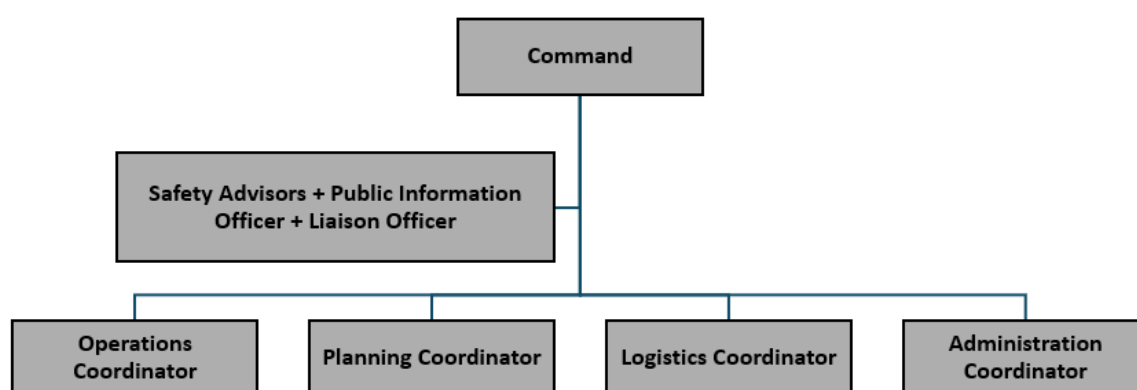 Command
Safety Advisors + Public Information
Officer + Liaison Officer
Operations
Coordinator
Planning Coordinator
Logistics Coordinator
Administration
Coordinator